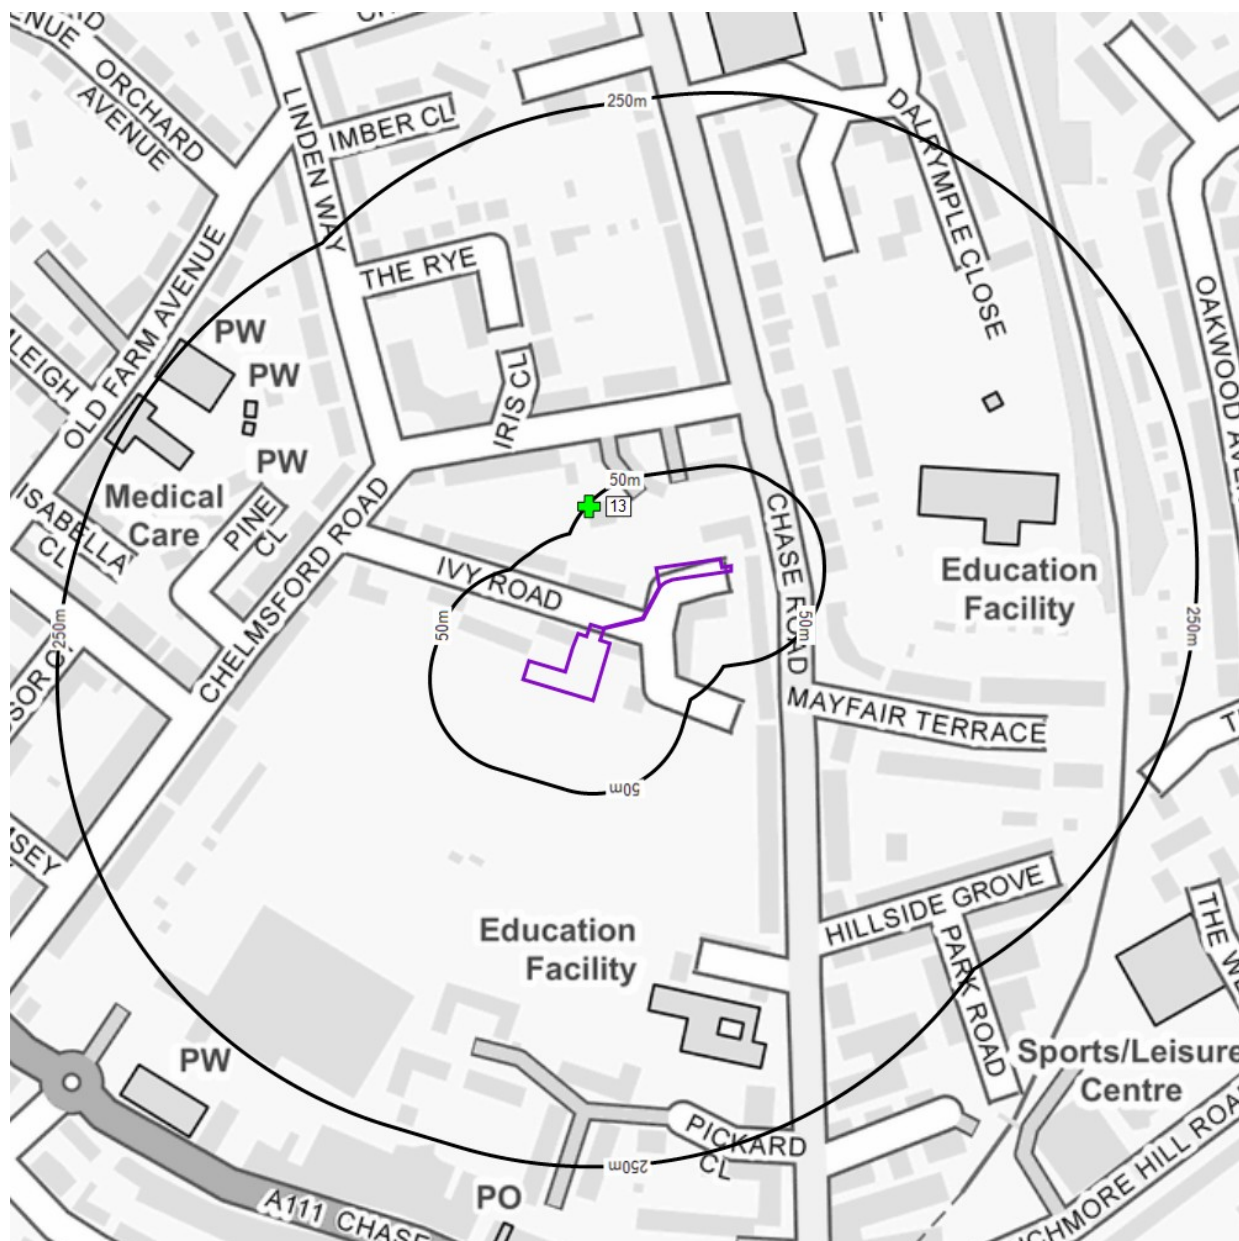 ORCHARD
AVENUE
LINDEN WAY
IMBER CL
250m
DALRYMPLE CLOSE
THE RYE
OLD FARM AVENUE
PW
PW
PW
IRIS CL
Medical
Care
ISABELLA
CL
PINE
CL
CHELMSFORD ROAD
50m
13
IVY ROAD
CHASE ROAD
Education
Facility
50m
50m
250m
250m
MAYFAIR TERRACE
50m
HILLSIDE GROVE
PARK ROAD
Education
Facility
Sports/Leisure
Centre
PW
PICKARD
CL
250m
PO
A111 CHASE